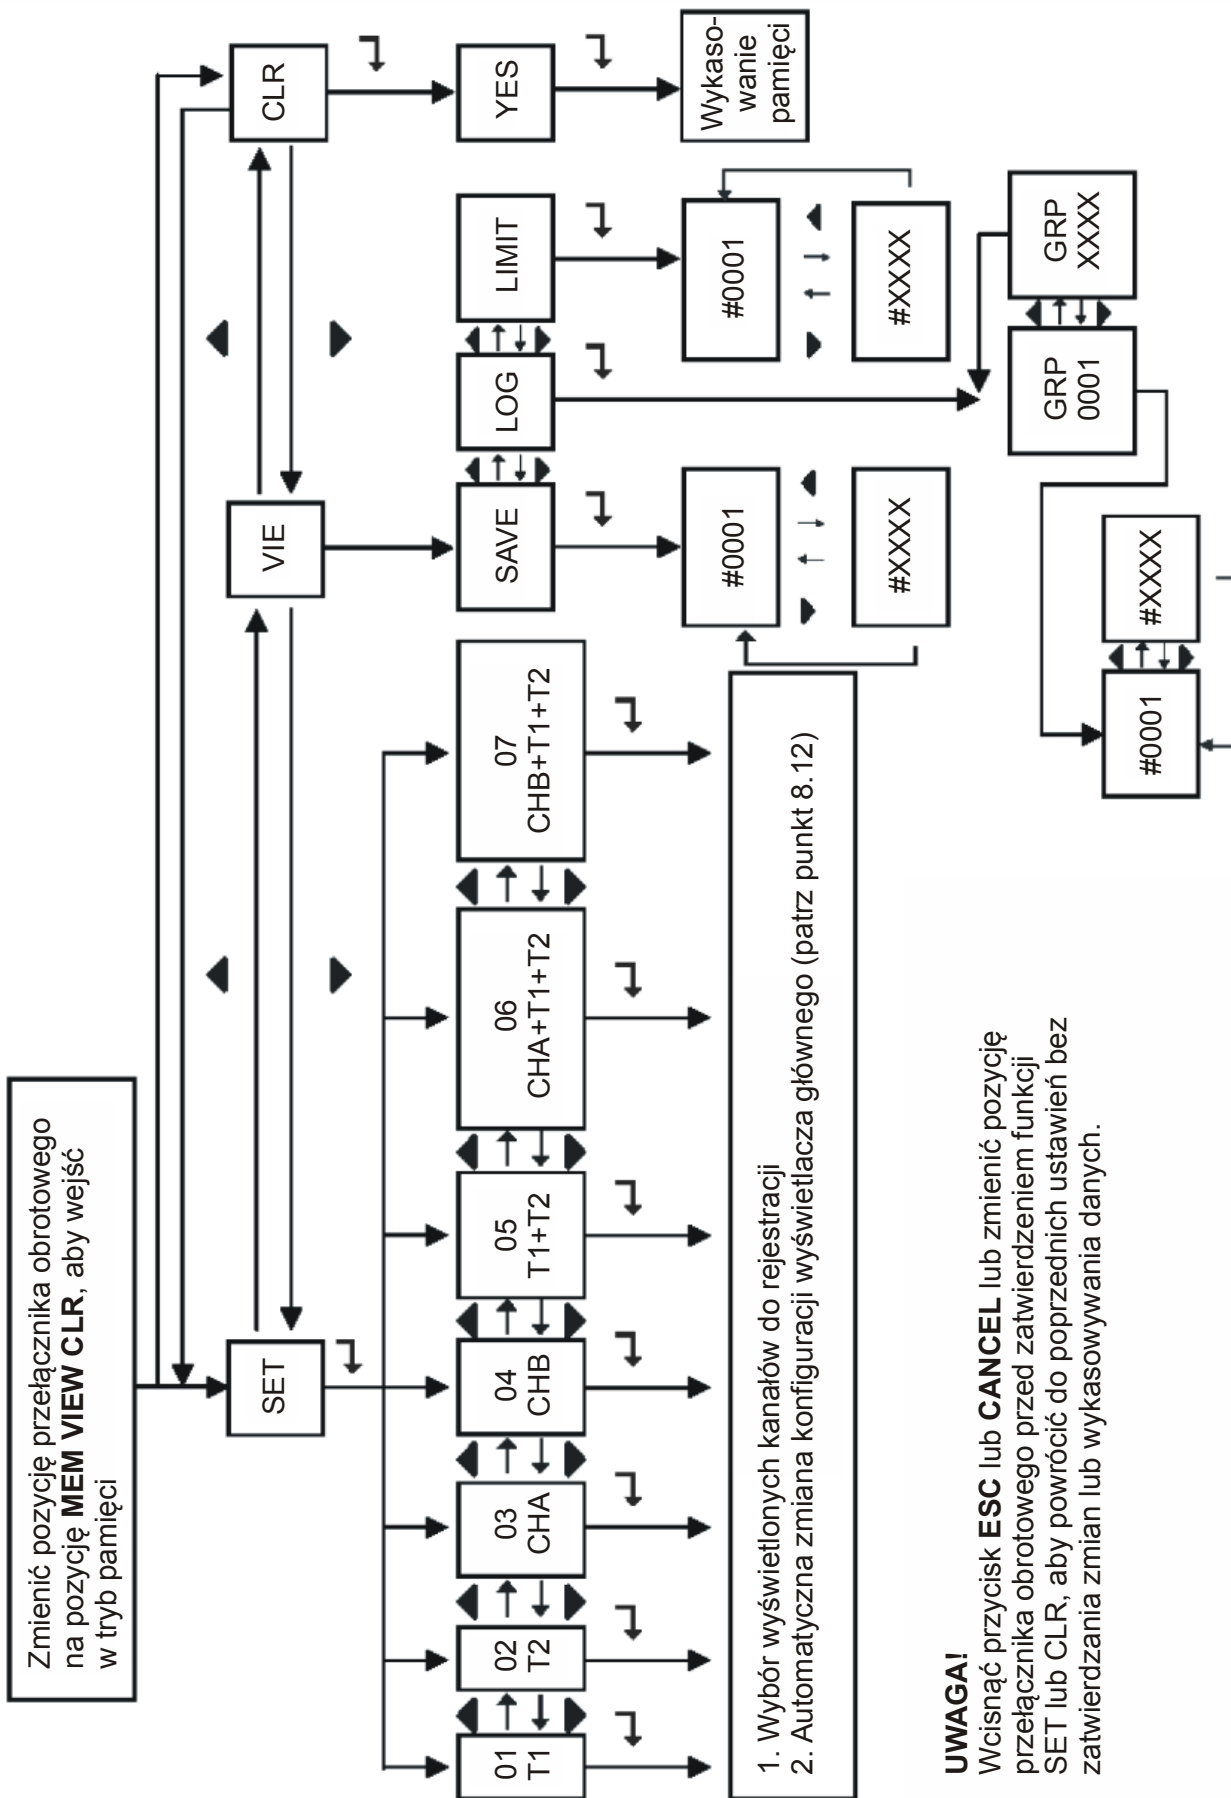 Zmienić pozycję przełącznika obrotowego
na pozycję MEM VIEW CLR, aby wejść
w tryb pamięci
SET
VIE
CLR
01
T1
02
T2
03
CHA
04
CHB
05
T1+T2
06
CHA+T1+T2
07
CHB+T1+T2
SAVE
LOG
LIMIT
YES
1. Wybór wyświetlonych kanałów do rejestracji
2. Automatyczna zmiana konfiguracji wyświetlacza głównego (patrz punkt 8.12)
#0001
#XXXX
#0001
#XXXX
Wykaso-
wanie
pamięci
GRP
0001
GRP
XXXX
#0001
#XXXX
UWAGA!
Wcisnąć przycisk ESC lub CANCEL lub zmienić pozycję
przełącznika obrotowego przed zatwierdzeniem funkcji
SET lub CLR, aby powrócić do poprzednich ustawień bez
zatwierdzania zmian lub wykasowywania danych.